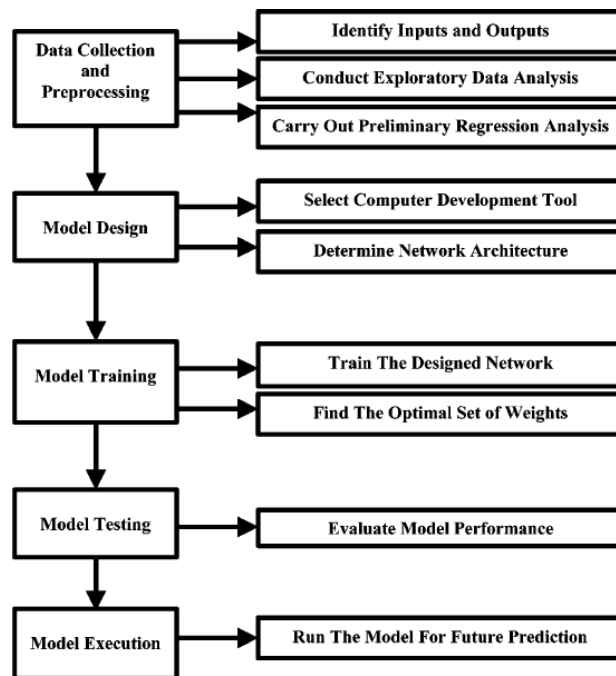 Data Collection
and
Preprocessing
Identify Inputs and Outputs
Conduct Exploratory Data Analysis
Carry Out Preliminary Regression Analysis
Model Design
Select Computer Development Tool
Determine Network Architecture
Model Training
Train The Designed Network
Find The Optimal Set of Weights
Model Testing
Evaluate Model Performance
Model Execution
Run The Model For Future Prediction